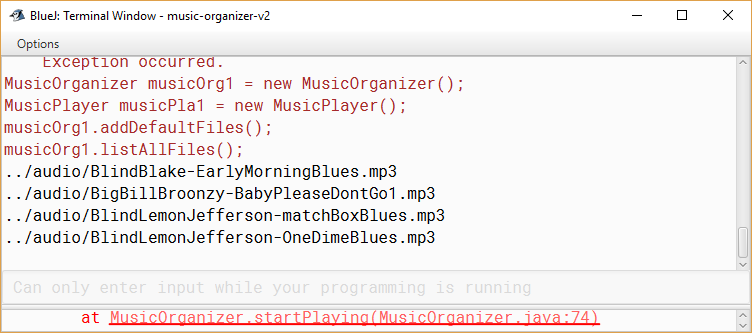 BlueJ: Terminal Window - music-organizer-v2
Options
Exception occurred.
MusicOrganizer musicOrg1 = new MusicOrganizer();
MusicPlayer musicPla1 = new MusicPlayer();
musicOrg1.addDefaultFiles();
musicOrg1.listAllFiles();
../audio/BlindBlake-EarlyMorningBlues.mp3
../audio/BigBillBroonzy-BabyPleaseDontGo1.mp3
../audio/BlindLemonJefferson-matchBoxBlues.mp3
../audio/BlindLemonJefferson-OneDimeBlues.mp3
Can only enter input while your programming is running
at MusicOrganizer.startPlaying(MusicOrganizer.java:74)